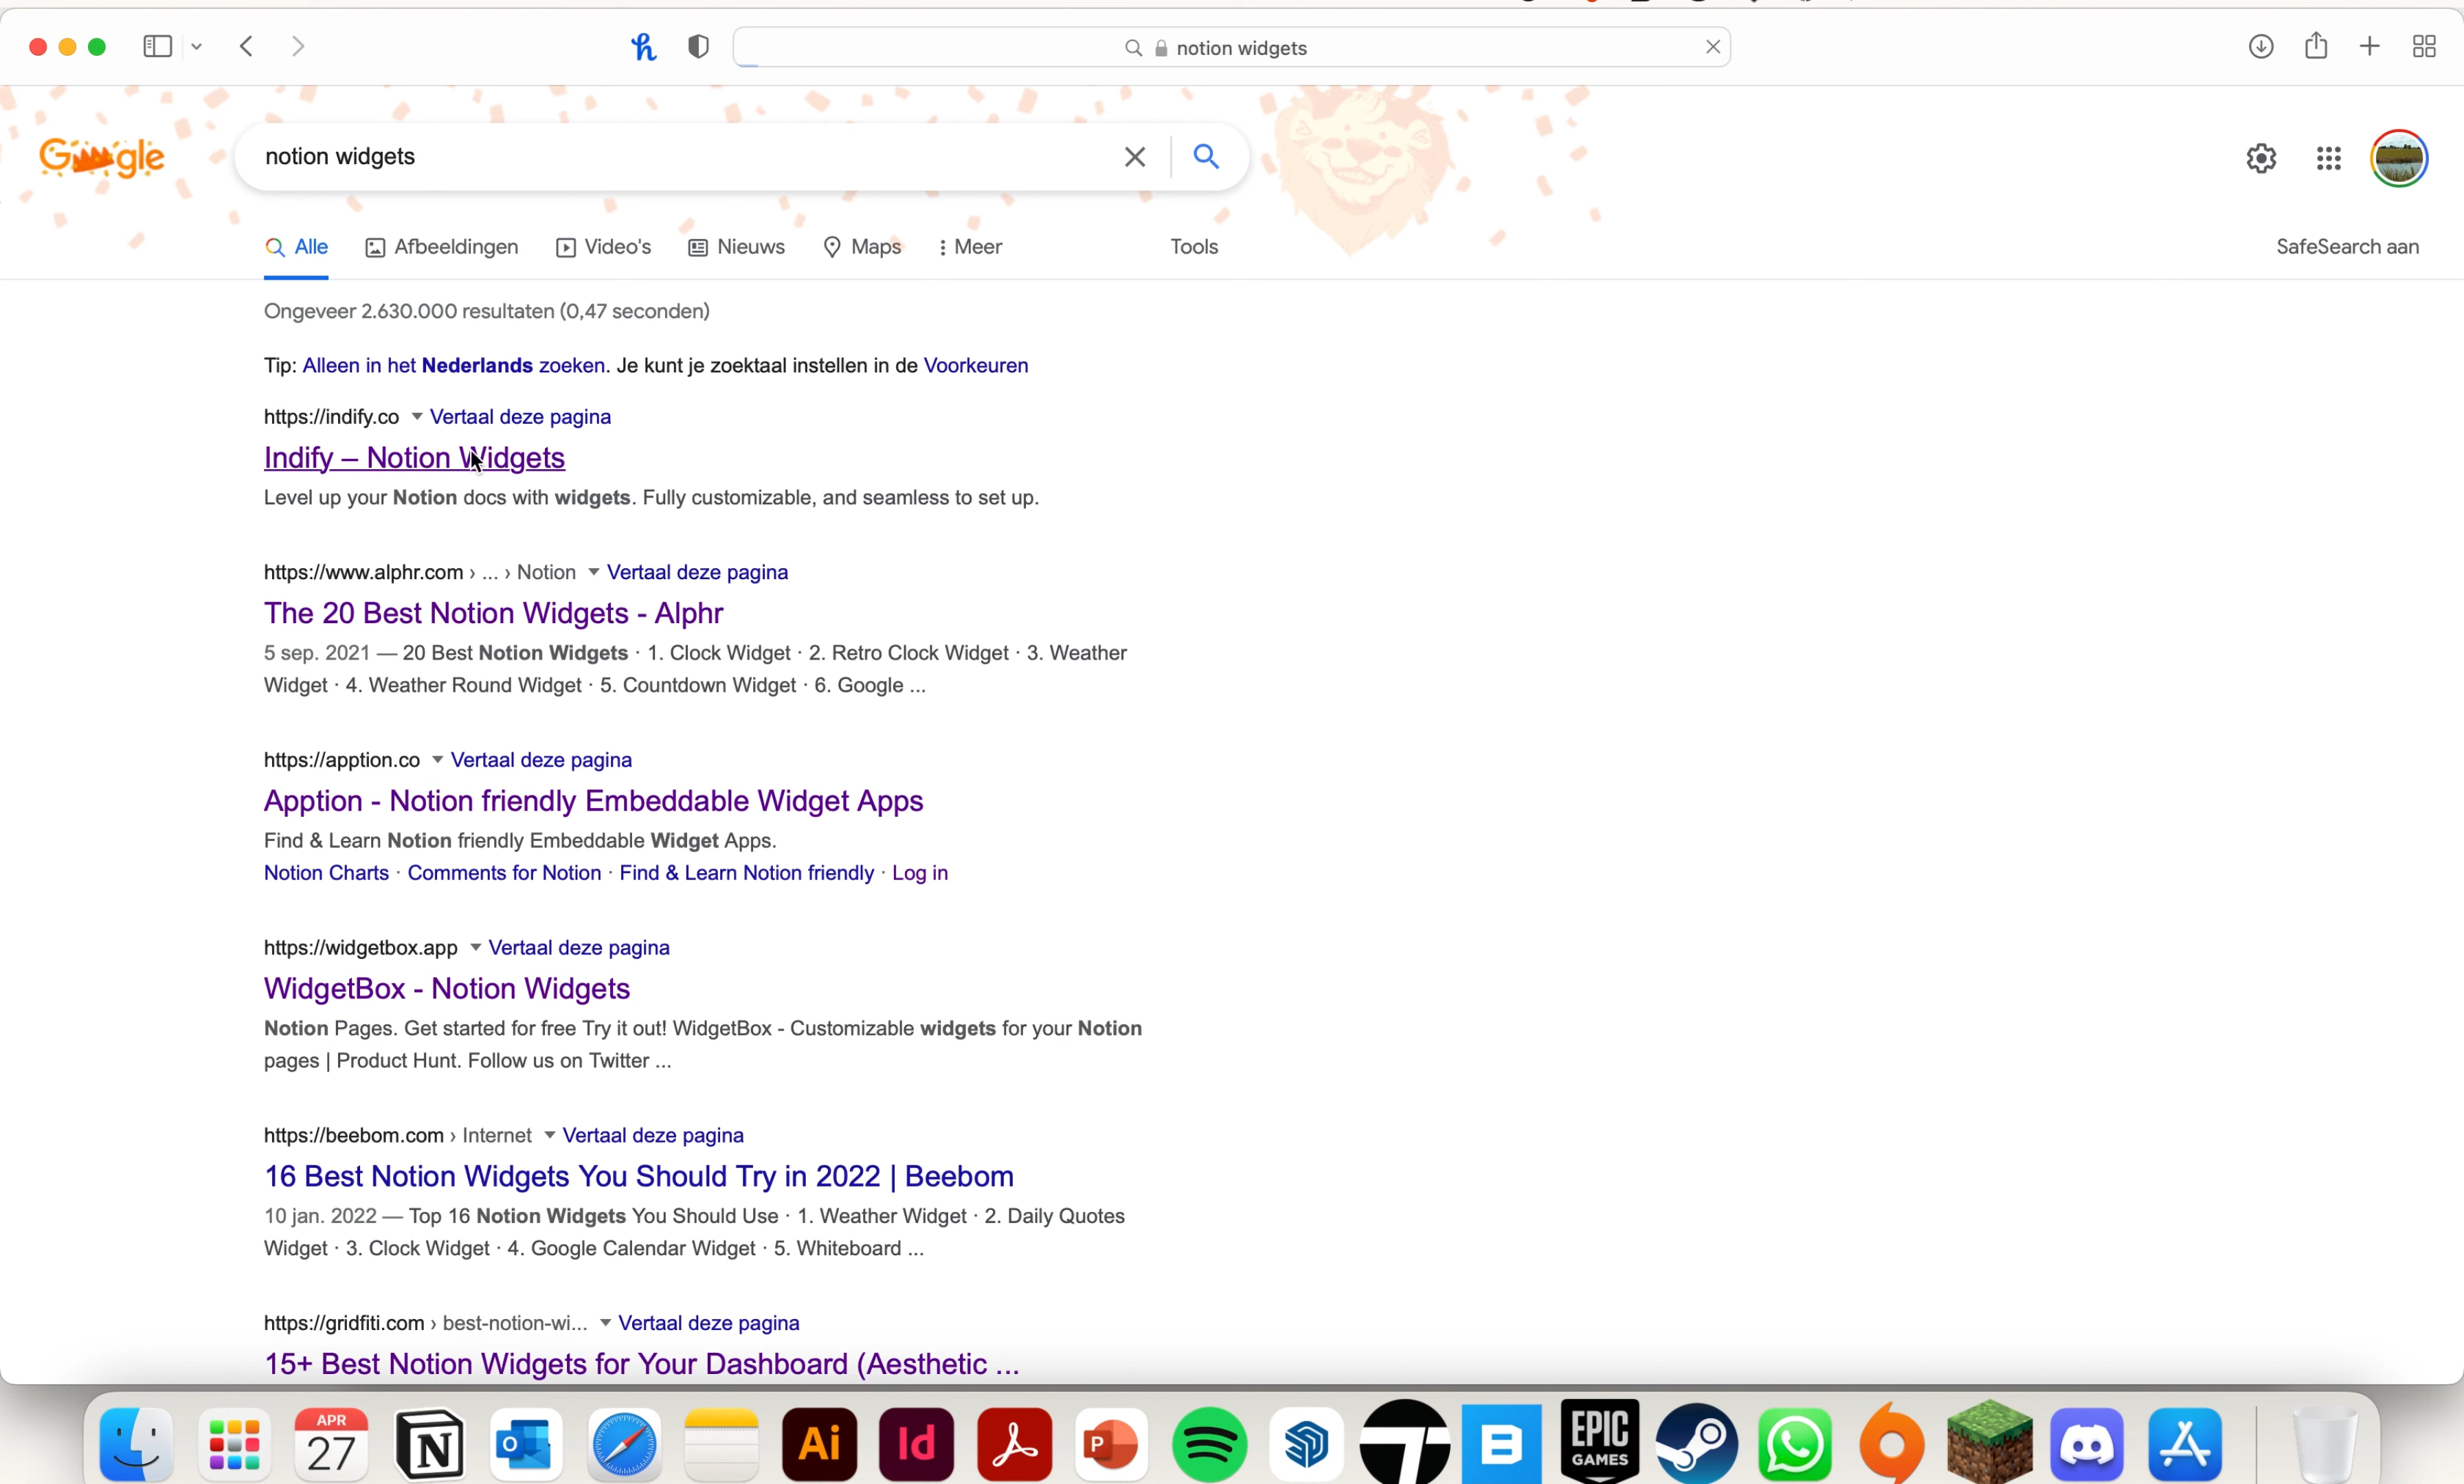 notion widgets
Google
notion widgets
Alle Afbeeldingen Video's Nieuws Maps Meer Tools SafeSearch aan
Ongeveer 2.630.000 resultaten (0,47 seconden)
Tip: Alleen in het Nederlands zoeken. Je kunt je zoektaal instellen in de Voorkeuren
https://indify.co Vertaal deze pagina
Indify – Notion Widgets
Level up your Notion docs with widgets. Fully customizable, and seamless to set up.
https://www.alphr.com › ... › Notion Vertaal deze pagina
The 20 Best Notion Widgets - Alphr
5 sep. 2021 — 20 Best Notion Widgets · 1. Clock Widget · 2. Retro Clock Widget · 3. Weather
Widget · 4. Weather Round Widget · 5. Countdown Widget · 6. Google ...
https://apption.co Vertaal deze pagina
Apption - Notion friendly Embeddable Widget Apps
Find & Learn Notion friendly Embeddable Widget Apps.
Notion Charts · Comments for Notion · Find & Learn Notion friendly · Log in
https://widgetbox.app Vertaal deze pagina
WidgetBox - Notion Widgets
Notion Pages. Get started for free Try it out! WidgetBox - Customizable widgets for your Notion
pages | Product Hunt. Follow us on Twitter ...
https://beebom.com › Internet Vertaal deze pagina
16 Best Notion Widgets You Should Try in 2022 | Beebom
10 jan. 2022 — Top 16 Notion Widgets You Should Use · 1. Weather Widget · 2. Daily Quotes
Widget · 3. Clock Widget · 4. Google Calendar Widget · 5. Whiteboard ...
https://gridfiti.com › best-notion-wi... Vertaal deze pagina
15+ Best Notion Widgets for Your Dashboard (Aesthetic ...
APR
27
N
O
Ai
Id
P
B
EPIC
GAMES